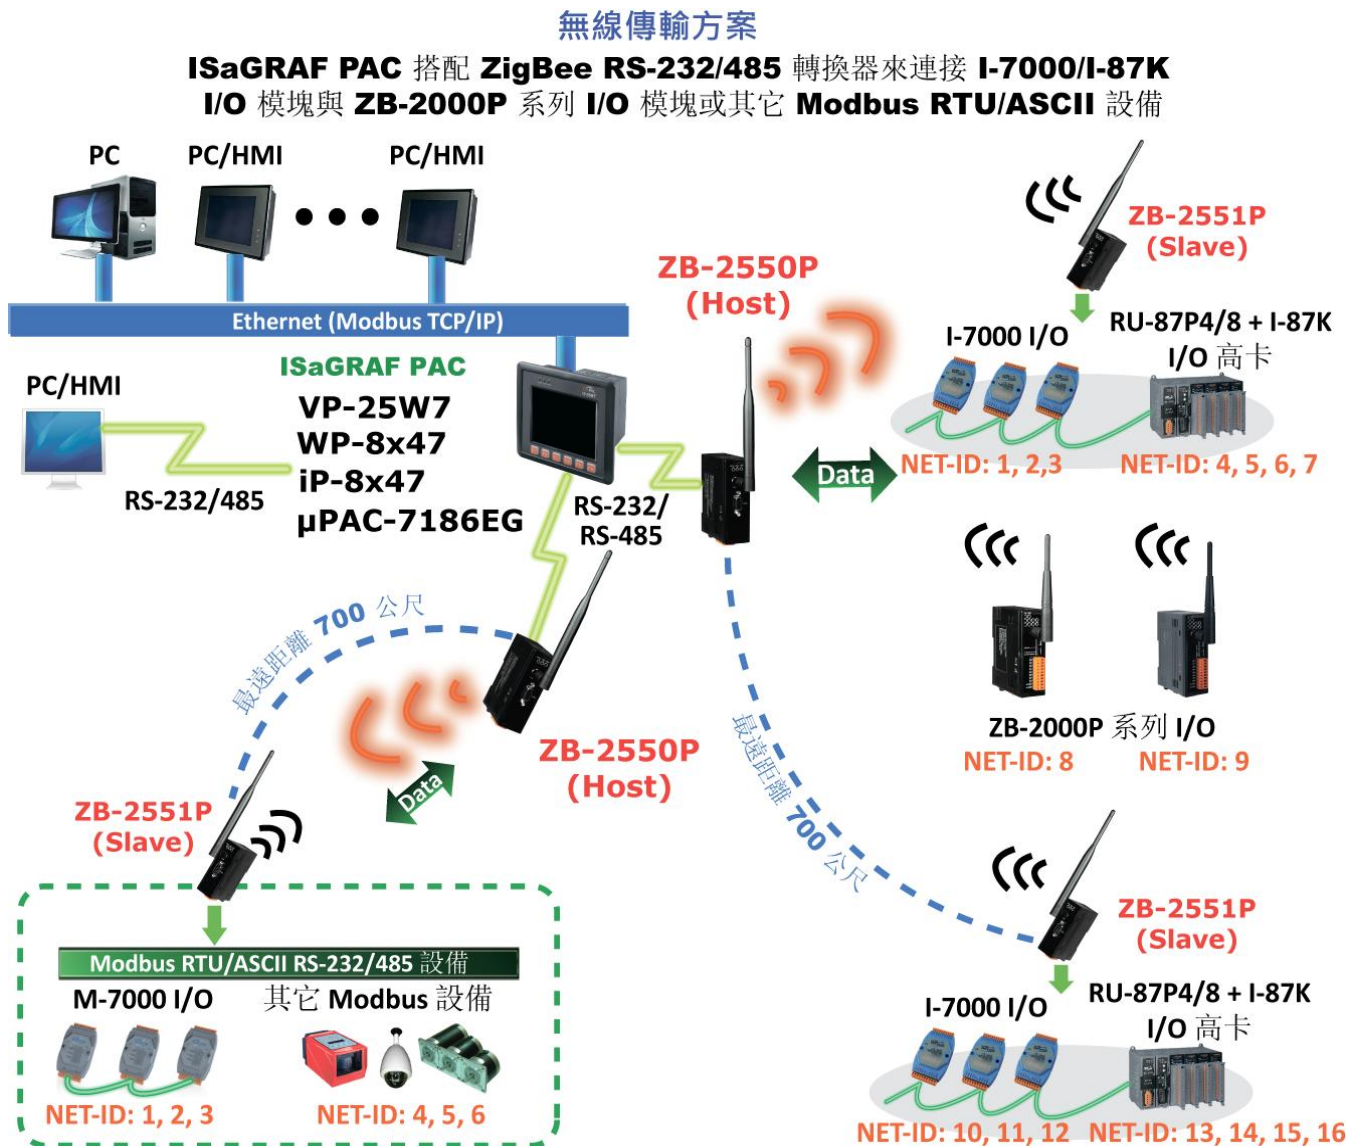 無線傳輸方案
ISaGRAF PAC 搭配 ZigBee RS-232/485 轉換器來連接 I-7000/I-87K
I/O 模塊與 ZB-2000P 系列 I/O 模塊或其它 Modbus RTU/ASCII 設備
PC
PC/HMI
PC/HMI
Ethernet (Modbus TCP/IP)
PC/HMI
RS-232/485
ISaGRAF PAC
VP-25W7
WP-8x47
iP-8x47
µPAC-7186EG
RS-232/
RS-485
ZB-2550P
(Host)
Data
ZB-2551P
(Slave)
I-7000 I/O
RU-87P4/8 + I-87K
I/O 高卡
NET-ID: 1, 2,3
NET-ID: 4, 5, 6, 7
ZB-2000P 系列 I/O
NET-ID: 8
NET-ID: 9
最遠距離 700 公尺
最遠距離 700 公尺
ZB-2550P
(Host)
Data
ZB-2551P
(Slave)
Modbus RTU/ASCII RS-232/485 設備
M-7000 I/O
其它 Modbus 設備
NET-ID: 1, 2, 3
NET-ID: 4, 5, 6
ZB-2551P
(Slave)
I-7000 I/O
RU-87P4/8 + I-87K
I/O 高卡
NET-ID: 10, 11, 12
NET-ID: 13, 14, 15, 16